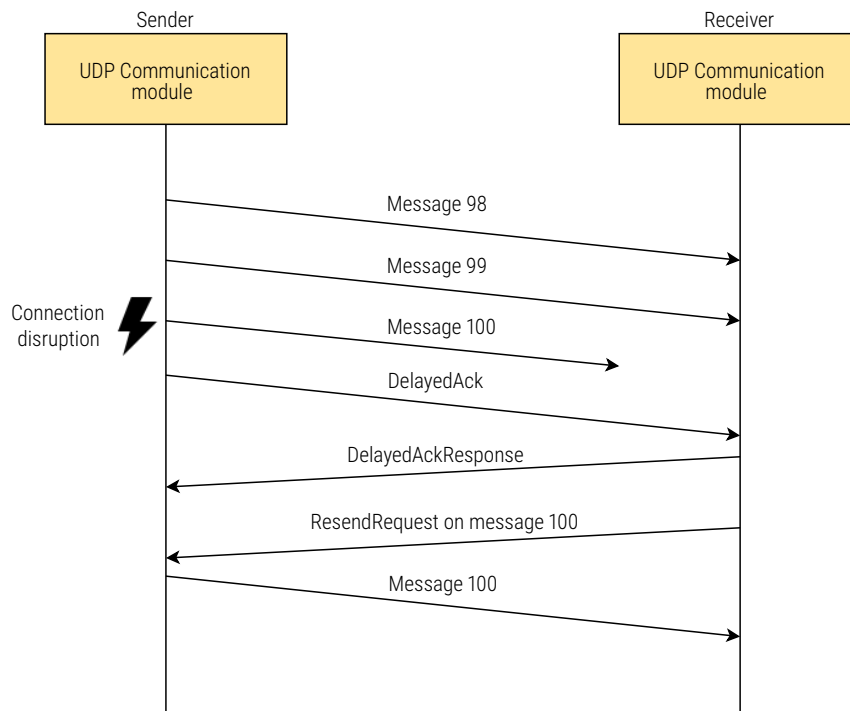 Sender
Receiver
UDP Communication
module
UDP Communication
module
Message 98
Message 99
Connection
disruption
Message 100
DelayedAck
DelayedAckResponse
ResendRequest on message 100
Message 100